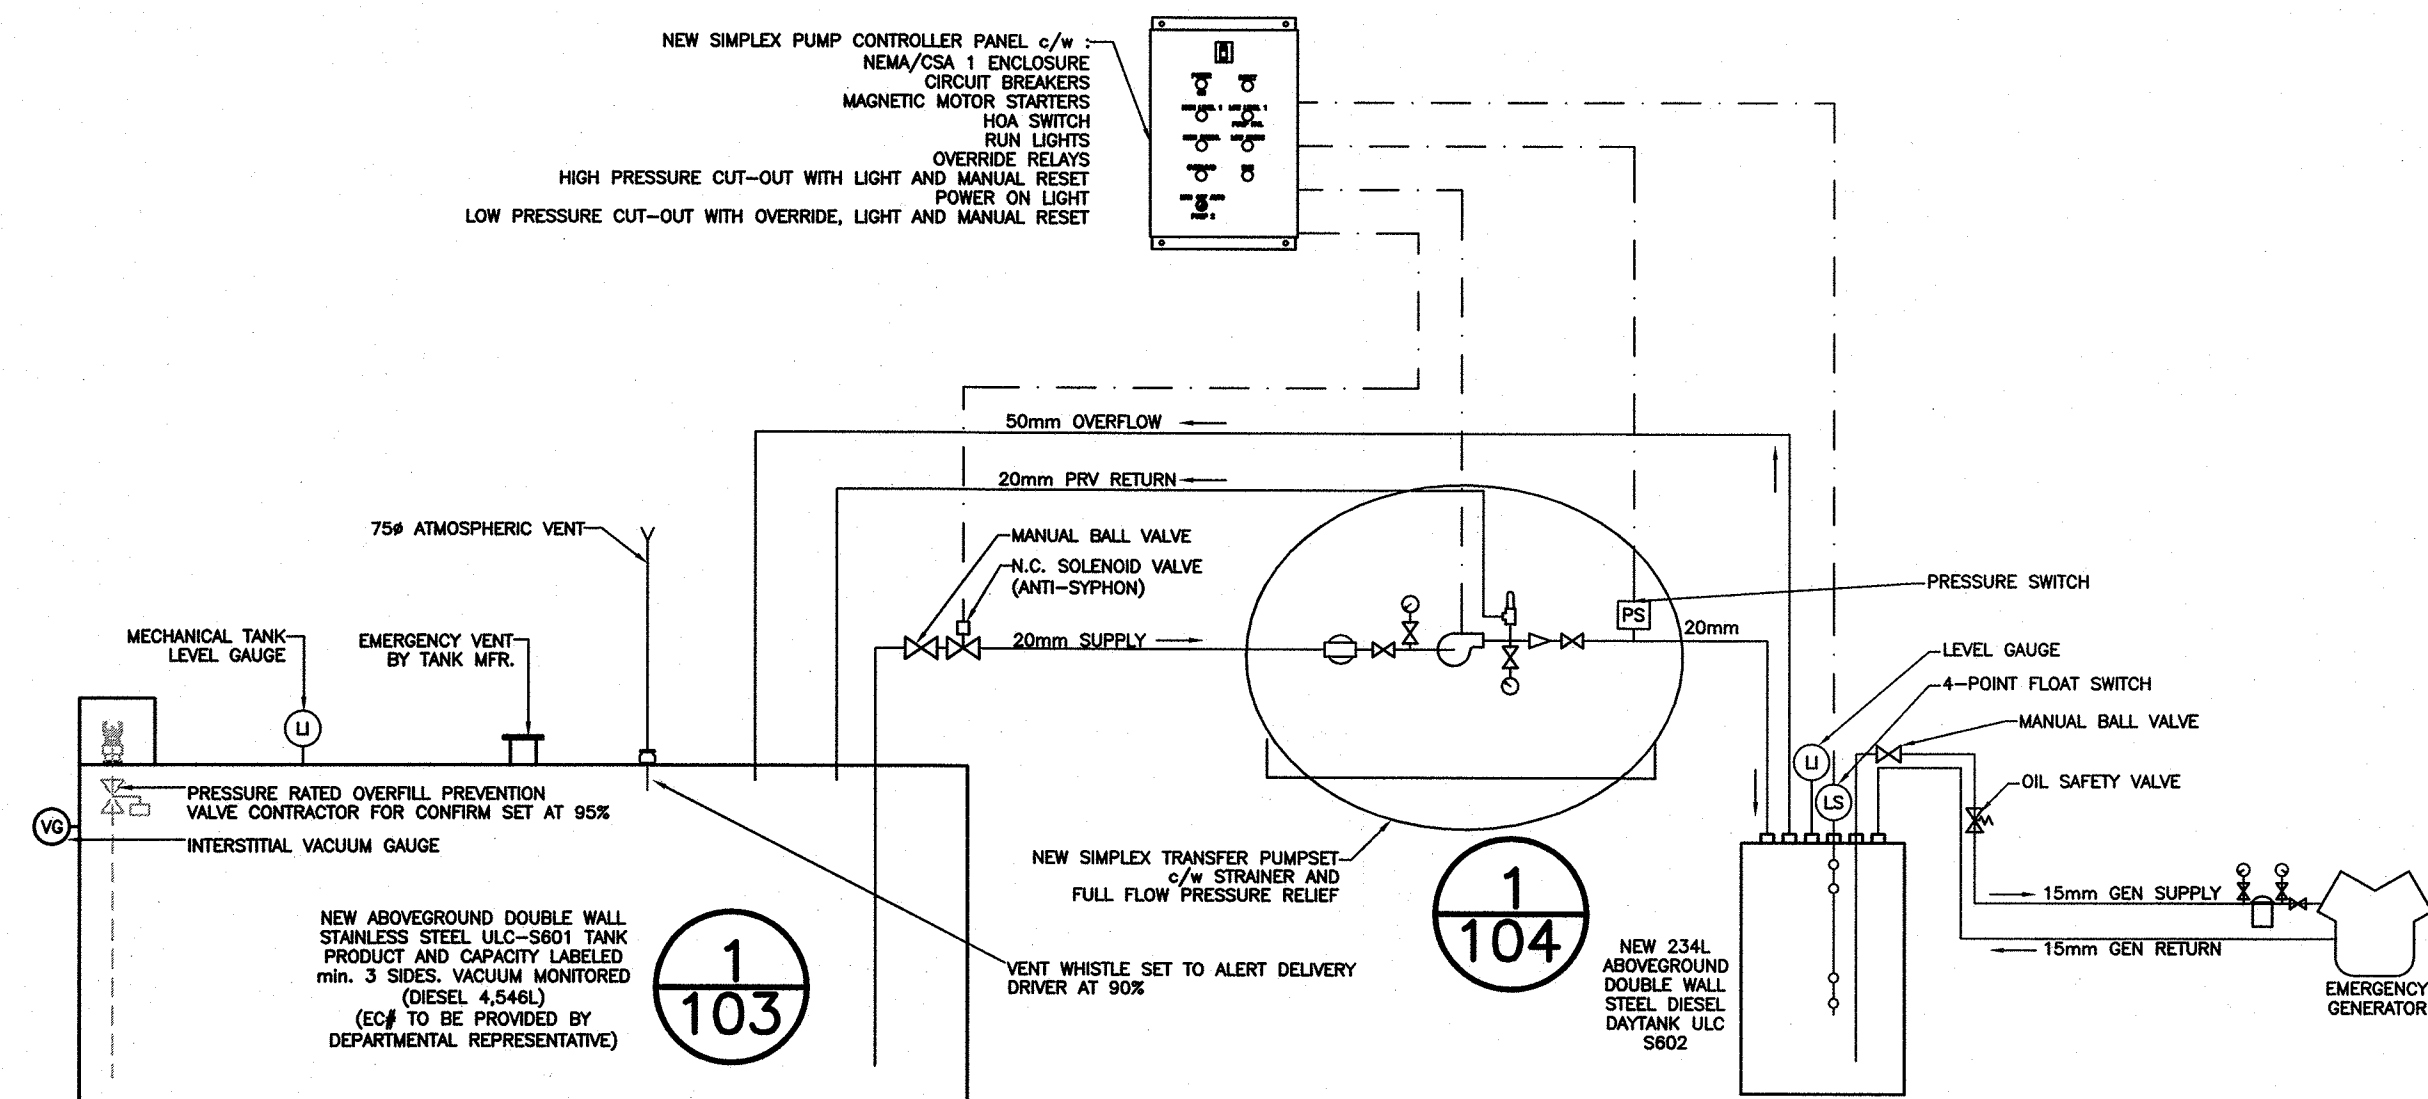 NEW SIMPLEX PUMP CONTROLLER PANEL c/w :
NEMA/CSA 1 ENCLOSURE
CIRCUIT BREAKERS
MAGNETIC MOTOR STARTERS
HOA SWITCH
RUN LIGHTS
OVERRIDE RELAYS
HIGH PRESSURE CUT-OUT WITH LIGHT AND MANUAL RESET
POWER ON LIGHT
LOW PRESSURE CUT-OUT WITH OVERRIDE, LIGHT AND MANUAL RESET
50mm OVERFLOW
20mm PRV RETURN
75ø ATMOSPHERIC VENT
MANUAL BALL VALVE
N.C. SOLENOID VALVE
(ANTI-SYPHON)
20mm SUPPLY
PS
20mm
PRESSURE SWITCH
MECHANICAL TANK
LEVEL GAUGE
EMERGENCY VENT
BY TANK MFR.
LI
LEVEL GAUGE
4-POINT FLOAT SWITCH
MANUAL BALL VALVE
OIL SAFETY VALVE
LI
LS
PRESSURE RATED OVERFILL PREVENTION
VALVE CONTRACTOR FOR CONFIRM SET AT 95%
VG
INTERSTITIAL VACUUM GAUGE
NEW SIMPLEX TRANSFER PUMPSET
c/w STRAINER AND
FULL FLOW PRESSURE RELIEF
1
104
15mm GEN SUPPLY
15mm GEN RETURN
NEW ABOVEGROUND DOUBLE WALL
STAINLESS STEEL ULC-S601 TANK
PRODUCT AND CAPACITY LABELED
min. 3 SIDES. VACUUM MONITORED
(DIESEL 4,546L)
(EC# TO BE PROVIDED BY
DEPARTMENTAL REPRESENTATIVE)
1
103
VENT WHISTLE SET TO ALERT DELIVERY
DRIVER AT 90%
NEW 234L
ABOVEGROUND
DOUBLE WALL
STEEL DIESEL
DAYTANK ULC
S602
EMERGENCY
GENERATOR